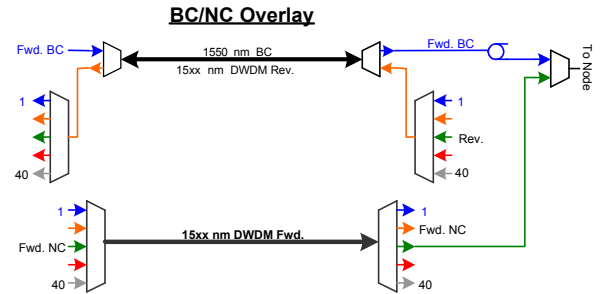 BC/NC Overlay
Fwd. BC
1550 nm BC
15xx nm DWDM Rev.
Fwd. BC
To Node
1
40
1
Rev.
40
1
Fwd. NC
40
15xx nm DWDM Fwd.
1
Fwd. NC
40